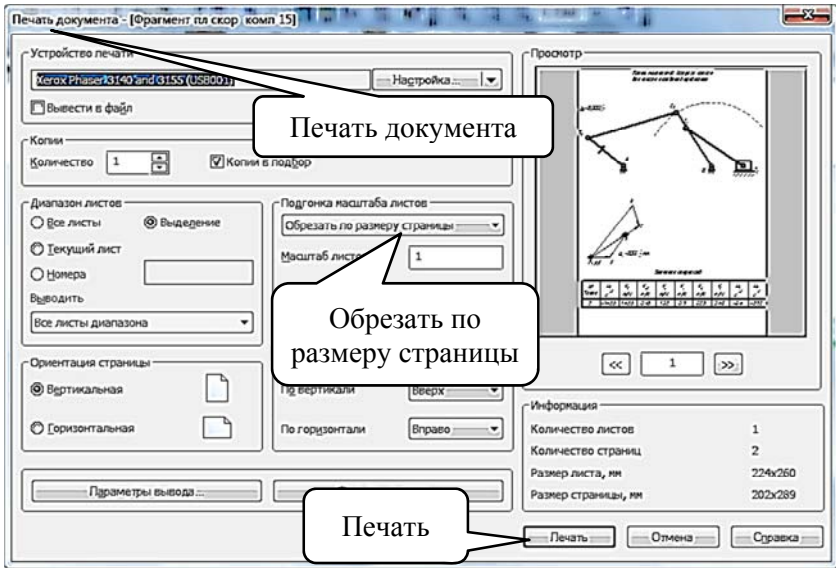 Печать документа - [Фрагмент пл скор комп 15]
Устройство печати
Xerox Phaser 3140 and 3155 (USB001)
Настройка...
Вывести в файл
Печать документа
Копии
Количество 1
Копии в подбор
Диапазон листов
Все листы Выделение
Текущий лист
Номера
Выводить
Все листы диапазона
Подгонка масштаба листов
Обрезать по размеру страницы
Масштаб 1
Обрезать по
размеру страницы
Ориентация страницы
Вертикальная
Горизонтальная
По вертикали Вверх
По горизонтали Вправо
Параметры вывода...
Просмотр
<< 1 >>
Информация
Количество листов 1
Количество страниц 2
Размер листа, мм 224x260
Размер страницы, мм 202x289
Печать
Печать Отмена Справка